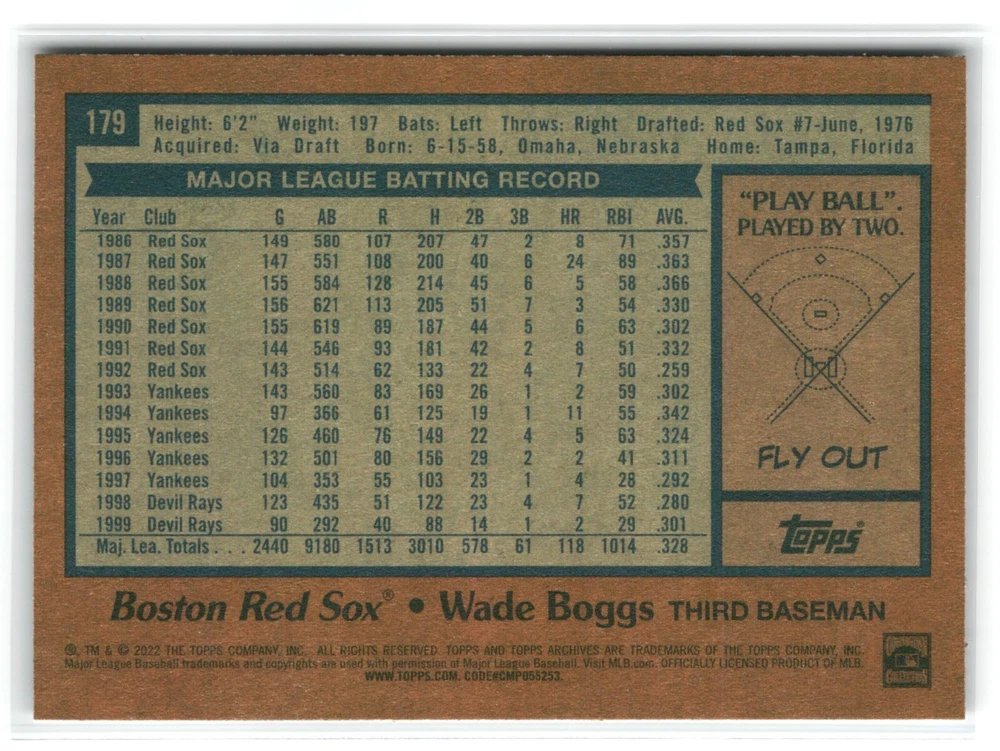 179
Height: 6'2" Weight: 197 Bats: Left Throws: Right Drafted: Red Sox #7-June, 1976
Acquired: Via Draft Born: 6-15-58, Omaha, Nebraska Home: Tampa, Florida
MAJOR LEAGUE BATTING RECORD
Year Club G AB R H 2B 3B HR RBI AVG.
1986 Red Sox 149 580 107 207 47 2 8 71 .357
1987 Red Sox 147 551 108 200 40 6 24 89 .363
1988 Red Sox 155 584 128 214 45 6 5 58 .366
1989 Red Sox 156 621 113 205 51 7 3 54 .330
1990 Red Sox 155 619 89 187 44 5 6 63 .302
1991 Red Sox 144 546 93 181 42 2 8 51 .332
1992 Red Sox 143 514 62 133 22 4 7 50 .259
1993 Yankees 143 560 83 169 26 1 2 59 .302
1994 Yankees 97 366 61 125 19 1 11 55 .342
1995 Yankees 126 460 76 149 22 4 5 63 .324
1996 Yankees 132 501 80 156 29 2 2 41 .311
1997 Yankees 104 353 55 103 23 1 4 28 .292
1998 Devil Rays 123 435 51 122 23 4 7 52 .280
1999 Devil Rays 90 292 40 88 14 1 2 29 .301
Maj. Lea. Totals . . . 2440 9180 1513 3010 578 61 118 1014 .328
"PLAY BALL".
PLAYED BY TWO.
FLY OUT
topps
Boston Red Sox® • Wade Boggs THIRD BASEMAN
®, TM & © 2022 THE TOPPS COMPANY, INC. ALL RIGHTS RESERVED. TOPPS AND TOPPS ARCHIVES ARE TRADEMARKS OF THE TOPPS COMPANY, INC.
Major League Baseball trademarks and copyrights are used with permission of Major League Baseball. Visit MLB.com. OFFICIALLY LICENSED PRODUCT OF MLB.
WWW.TOPPS.COM. CODE#CMP055253.
COLLECTION